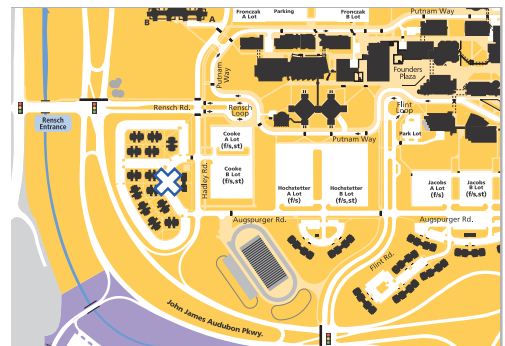 Fronczak
A Lot
Parking
Fronczak
B Lot
Putnam Way
A
B
Putnam
Way
Founders
Plaza
Rensch Rd.
Rensch
Loop
Flint
Loop
Rensch
Entrance
Cooke
A Lot
(f/s,st)
Putnam Way
Park Lot
Cooke
B Lot
(f/s,st)
Hadley Rd.
Hochstetter
A Lot
(f/s)
Hochstetter
B Lot
(f/s,st)
Jacobs
A Lot
(f/s)
Jacobs
B Lot
(f/s,st)
Augspurger Rd.
Augspurger Rd.
Flint Rd.
John James Audubon Pkwy.